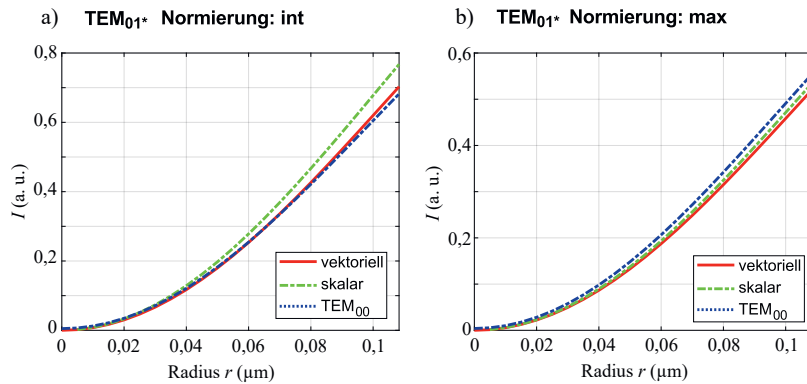 a) TEM01* Normierung: int
0,8
0,6
0,4
0,2
0
I (a. u.)
0 0,02 0,04 0,06 0,08 0,1
Radius r (µm)
vektoriell
skalar
TEM00
b) TEM01* Normierung: max
0,6
0,4
0,2
0
I (a. u.)
0 0,02 0,04 0,06 0,08 0,1
Radius r (µm)
vektoriell
skalar
TEM00